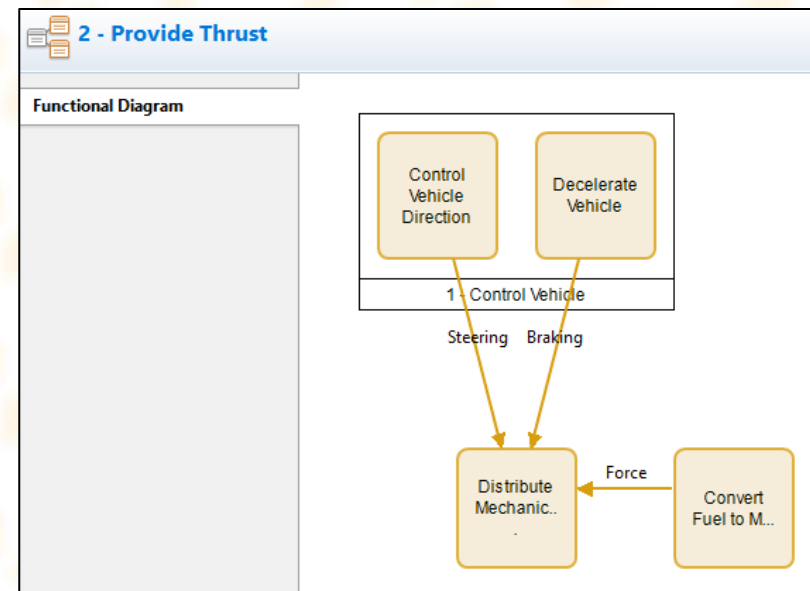 2 - Provide Thrust
Functional Diagram
Control
Vehicle
Direction
Decelerate
Vehicle
1 - Control Vehicle
Steering
Braking
Distribute
Mechanic..
.
Force
Convert
Fuel to M...